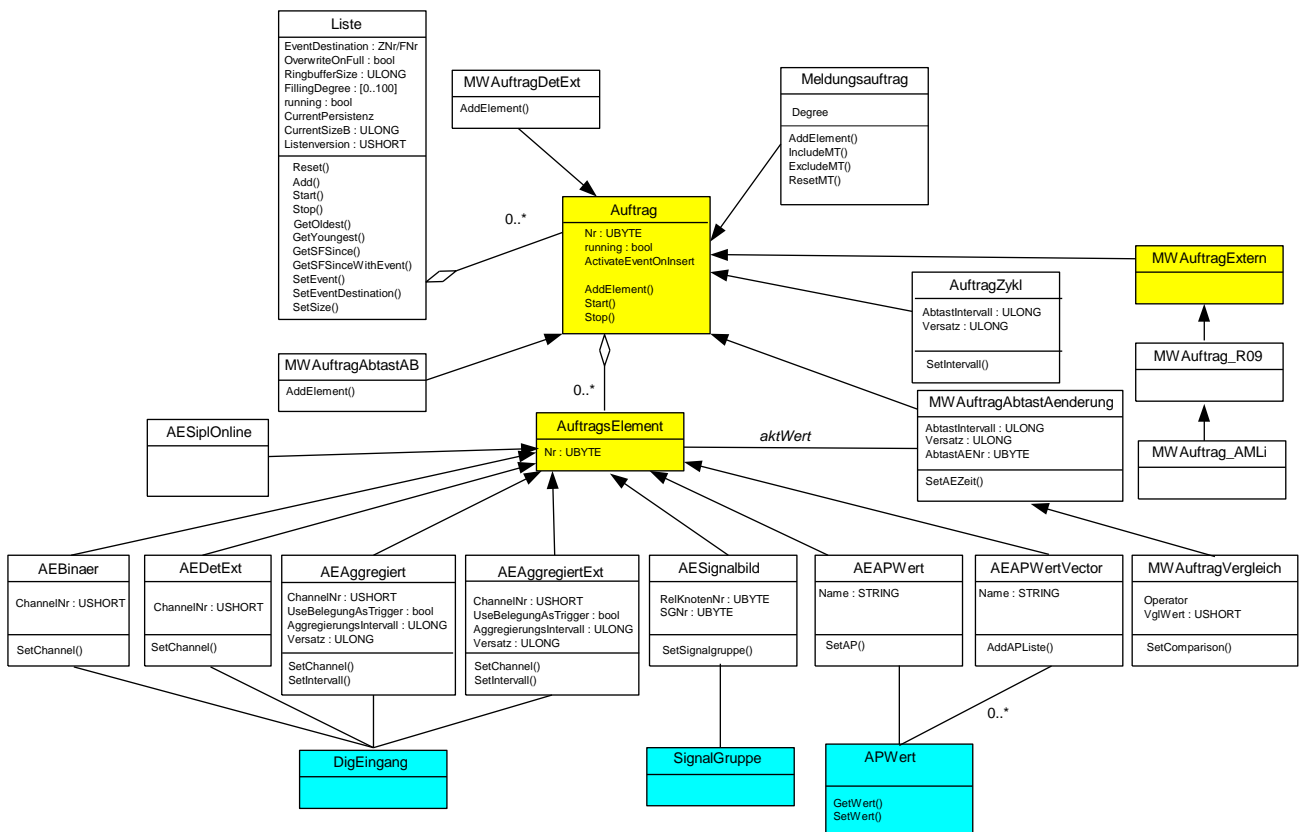 Liste
EventDestination : ZNr/FNr
OverwriteOnFull : bool
RingbufferSize : ULONG
FillingDegree : [0..100]
running : bool
CurrentPersistenz
CurrentSizeB : ULONG
Listenversion : USHORT
Reset()
Add()
Start()
Stop()
GetOldest()
GetYoungest()
GetSFSince()
GetSFSinceWithEvent()
SetEvent()
SetEventDestination()
SetSize()
MWAuftragDetExt
AddElement()
Meldungsauftrag
Degree
AddElement()
IncludeMT()
ExcludeMT()
ResetMT()
0..*
Auftrag
Nr : UBYTE
running : bool
ActivateEventOnInsert
AddElement()
Start()
Stop()
MWAuftragExtern
AuftragZykl
AbtastIntervall : ULONG
Versatz : ULONG
SetIntervall()
MWAuftrag_R09
MWAuftragAbtastAB
AddElement()
0..*
MWAuftragAbtastAenderung
AbtastIntervall : ULONG
Versatz : ULONG
AbtastAENr : UBYTE
SetAEZeit()
MWAuftrag_AMLi
AESiplOnline
AuftragsElement
Nr : UBYTE
aktWert
AEBinaer
ChannelNr : USHORT
SetChannel()
AEDetExt
ChannelNr : USHORT
SetChannel()
AEAggregiert
ChannelNr : USHORT
UseBelegungAsTrigger : bool
AggregierungsIntervall : ULONG
Versatz : ULONG
SetChannel()
SetIntervall()
AEAggregiertExt
ChannelNr : USHORT
UseBelegungAsTrigger : bool
AggregierungsIntervall : ULONG
Versatz : ULONG
SetChannel()
SetIntervall()
AESignalbild
RelKnotenNr : UBYTE
SGNr : UBYTE
SetSignalgruppe()
AEAPWert
Name : STRING
SetAP()
AEAPWertVector
Name : STRING
AddAPListe()
MWAuftragVergleich
Operator
VglWert : USHORT
SetComparison()
0..*
DigEingang
SignalGruppe
APWert
GetWert()
SetWert()